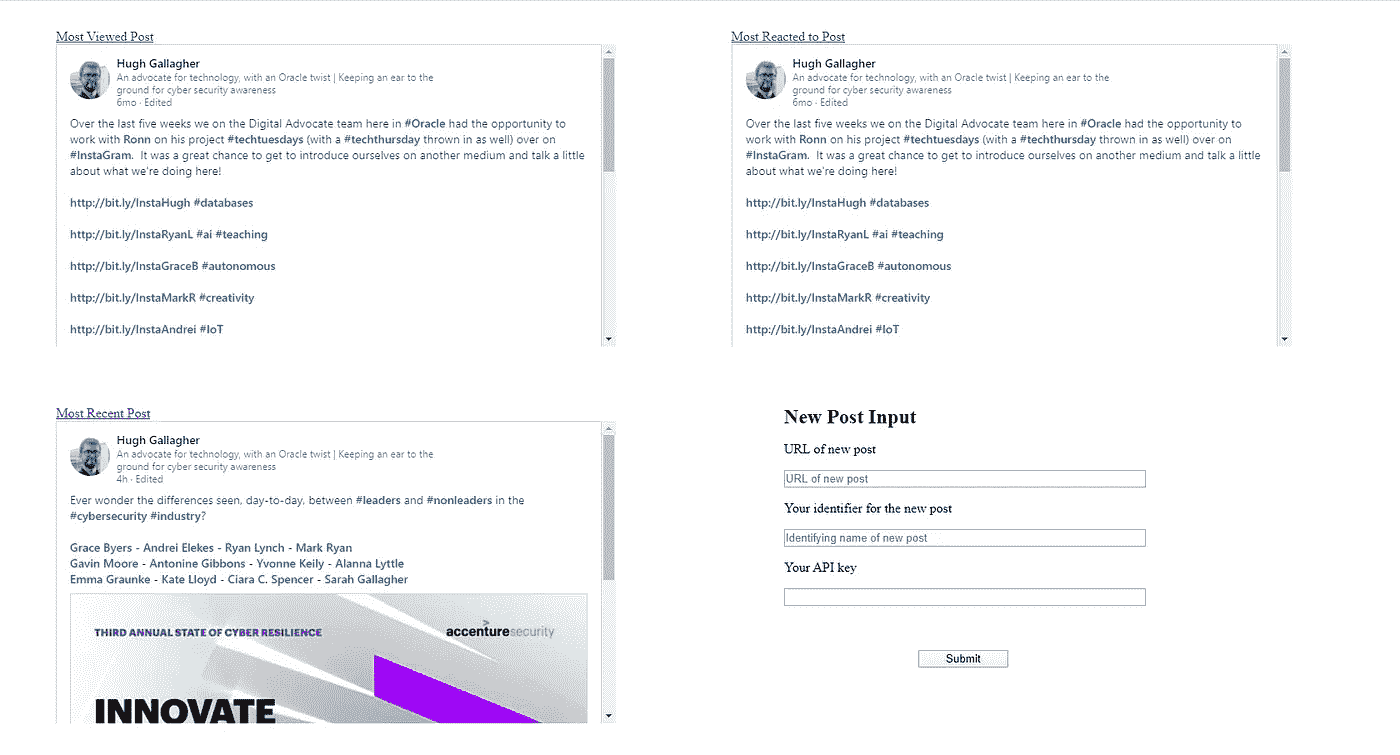 Most Viewed Post
Hugh Gallagher
An advocate for technology, with an Oracle twist | Keeping an ear to the
ground for cyber security awareness
6mo · Edited
Over the last five weeks we on the Digital Advocate team here in #Oracle had the opportunity to
work with Ronn on his project #techtuesdays (with a #techthursday thrown in as well) over on
#InstaGram.  It was a great chance to get to introduce ourselves on another medium and talk a little
about what we're doing here!
http://bit.ly/InstaHugh #databases
http://bit.ly/InstaRyanL #ai #teaching
http://bit.ly/InstaGraceB #autonomous
http://bit.ly/InstaMarkR #creativity
http://bit.ly/InstaAndrei #IoT
Most Reacted to Post
Hugh Gallagher
An advocate for technology, with an Oracle twist | Keeping an ear to the
ground for cyber security awareness
6mo · Edited
Over the last five weeks we on the Digital Advocate team here in #Oracle had the opportunity to
work with Ronn on his project #techtuesdays (with a #techthursday thrown in as well) over on
#InstaGram.  It was a great chance to get to introduce ourselves on another medium and talk a little
about what we're doing here!
http://bit.ly/InstaHugh #databases
http://bit.ly/InstaRyanL #ai #teaching
http://bit.ly/InstaGraceB #autonomous
http://bit.ly/InstaMarkR #creativity
http://bit.ly/InstaAndrei #IoT
Most Recent Post
Hugh Gallagher
An advocate for technology, with an Oracle twist | Keeping an ear to the
ground for cyber security awareness
4h · Edited
Ever wonder the differences seen, day-to-day, between #leaders and #nonleaders in the
#cybersecurity #industry?
Grace Byers - Andrei Elekes - Ryan Lynch - Mark Ryan
Gavin Moore - Antonine Gibbons - Yvonne Keily - Alanna Lyttle
Emma Graunke - Kate Lloyd - Ciara C. Spencer - Sarah Gallagher
THIRD ANNUAL STATE OF CYBER RESILIENCE
accenturesecurity
INNOVATE
New Post Input
URL of new post
URL of new post
Your identifier for the new post
Identifying name of new post
Your API key
Submit